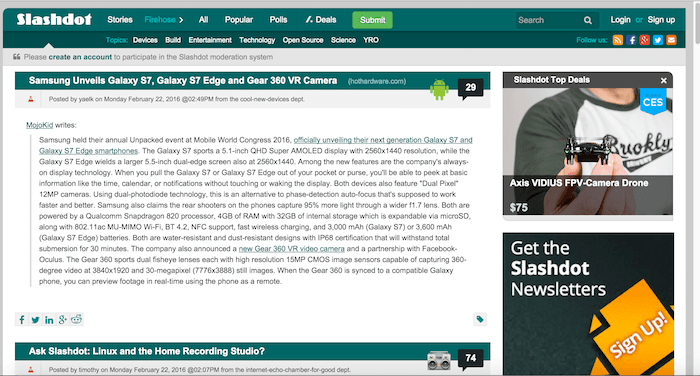 Slashdot
Stories Firehose > All Popular Polls Deals Submit
Search Login or Sign up
Topics: Devices Build Entertainment Technology Open Source Science YRO Follow us:
Please create an account to participate in the Slashdot moderation system
Samsung Unveils Galaxy S7, Galaxy S7 Edge and Gear 360 VR Camera (hothardware.com) 29
Posted by yaelk on Monday February 22, 2016 @02:49PM from the cool-new-devices dept.
MojoKid writes:
Samsung held their annual Unpacked event at Mobile World Congress 2016, officially unveiling their next generation Galaxy S7 and
Galaxy S7 Edge smartphones. The Galaxy S7 sports a 5.1-inch QHD Super AMOLED display with 2560x1440 resolution, while the
Galaxy S7 Edge wields a larger 5.5-inch dual-edge screen also at 2560x1440. Among the new features are the company's always-
on display technology. When you pull the Galaxy S7 or Galaxy S7 Edge out of your pocket or purse, you'll be able to peek at basic
information like the time, calendar, or notifications without touching or waking the display. Both devices also feature "Dual Pixel"
12MP cameras. Using dual-photodiode technology, this is an alternative to phase-detection auto-focus that's supposed to work
faster and better. Samsung also claims the rear shooters on the phones capture 95% more light through a wider f1.7 lens. Both are
powered by a Qualcomm Snapdragon 820 processor, 4GB of RAM with 32GB of internal storage which is expandable via microSD,
along with 802.11ac MU-MIMO Wi-Fi, BT 4.2, NFC support, fast wireless charging, and 3,000 mAh (Galaxy S7) or 3,600 mAh
(Galaxy S7 Edge) batteries. Both are water-resistant and dust-resistant designs with IP68 certification that will withstand total
submersion for 30 minutes. The company also announced a new Gear 360 VR video camera and a partnership with Facebook-
Oculus. The Gear 360 sports dual fisheye lenses each with high resolution 15MP CMOS image sensors capable of capturing 360-
degree video at 3840x1920 and 30-megapixel (7776x3888) still images. When the Gear 360 is synced to a compatible Galaxy
phone, you can preview footage in real-time using the phone as a remote.
Ask Slashdot: Linux and the Home Recording Studio? 74
Posted by timothy on Monday February 22, 2016 @02:07PM from the internet-echo-chamber-for-good dept.
Slashdot Top Deals ×
CES
Brooklyn
Axis VIDIUS FPV-Camera Drone
$75
Get the
Slashdot
Newsletters
Sign Up!